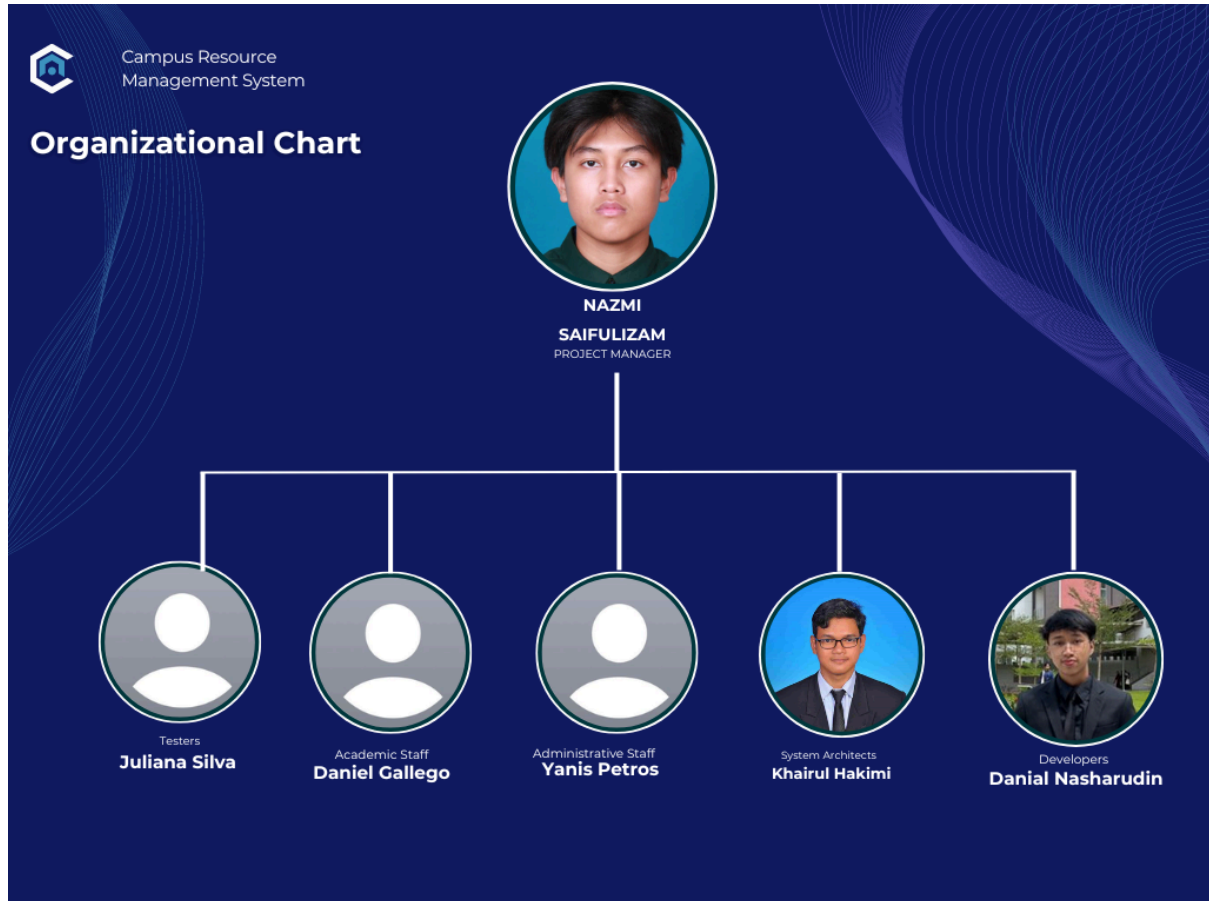 Campus Resource
Management System
Organizational Chart
NAZMI
SAIFULIZAM
PROJECT MANAGER
Testers
Juliana Silva
Academic Staff
Daniel Gallego
Administrative Staff
Yanis Petros
System Architects
Khairul Hakimi
Developers
Danial Nasharudin